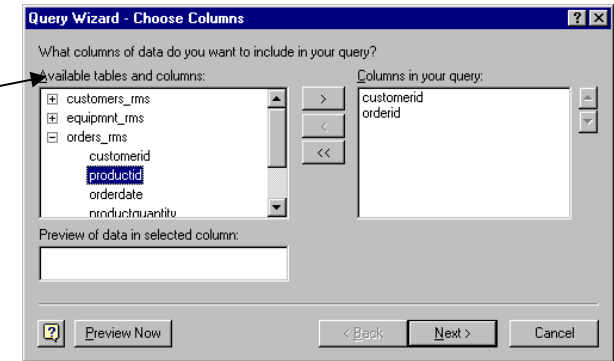 Query Wizard - Choose Columns
What columns of data do you want to include in your query?
Available tables and columns:
Columns in your query:
customers_rms
equipmnt_rms
orders_rms
customerid
productid
orderdate
productquantity
>
<
<<
customerid
orderid
Preview of data in selected column:
Preview Now
< Back
Next >
Cancel